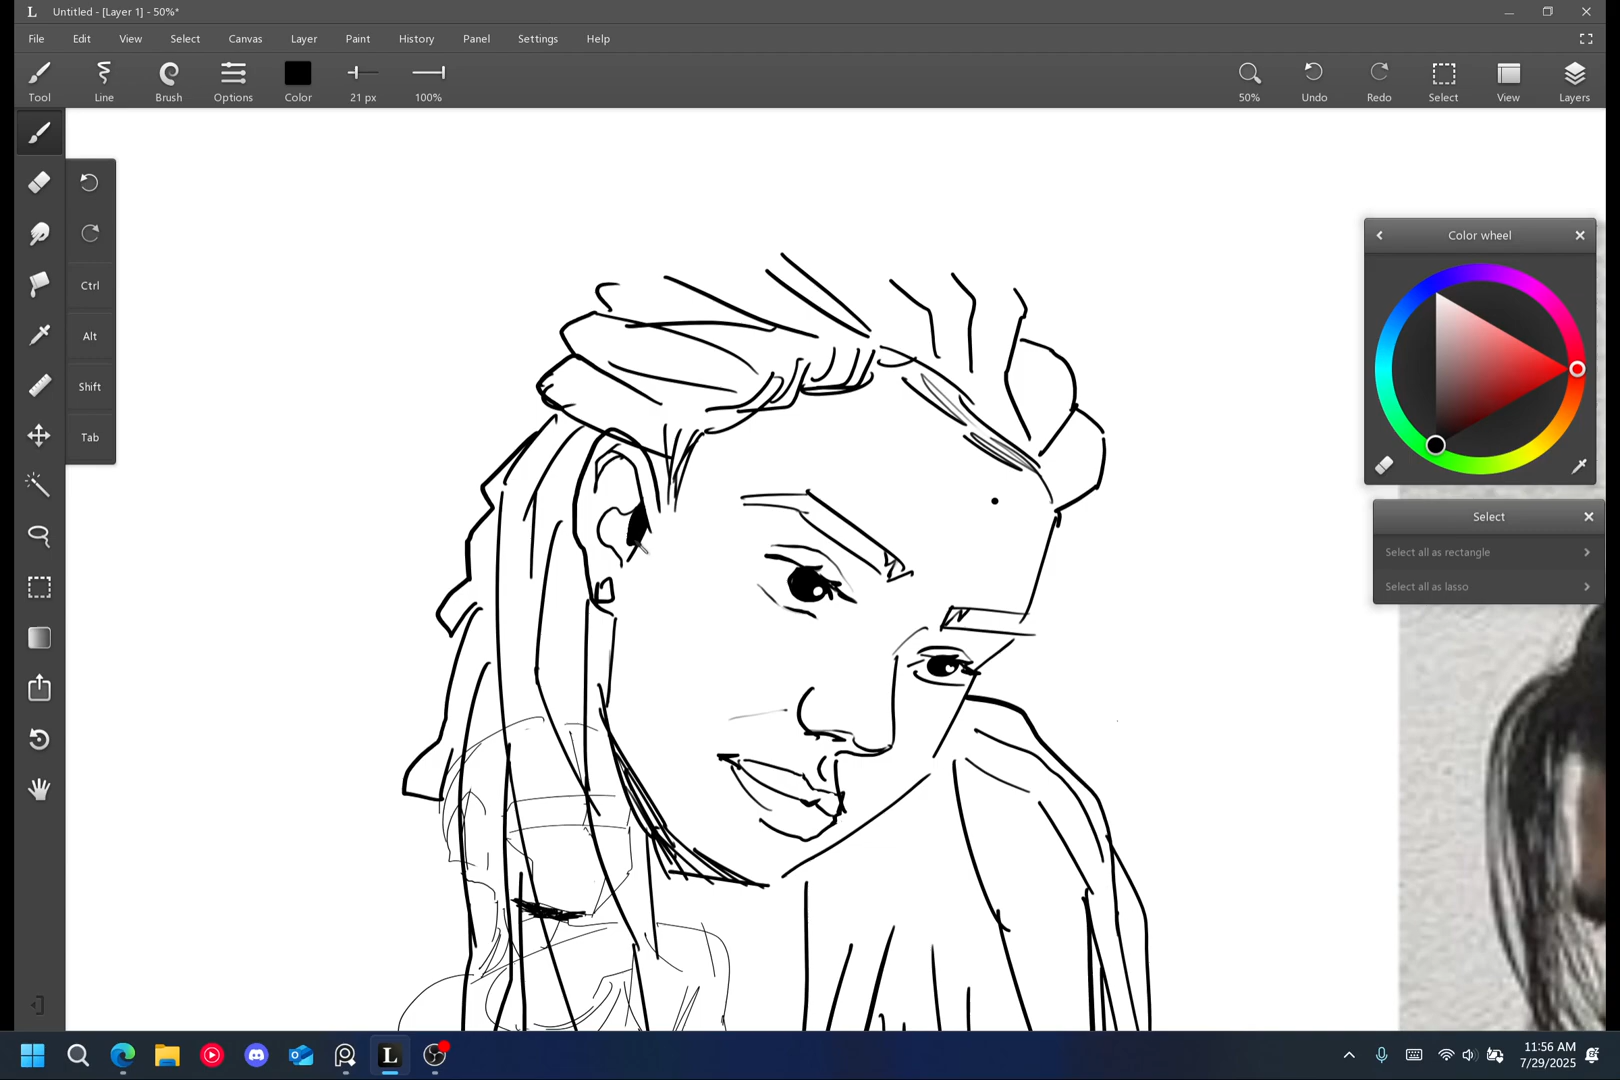 L Untitled - [Layer 1] - 50%*
File Edit View Select Canvas Layer Paint History Panel Settings Help
Tool Line Brush Options Color 21 px 100% 50% Undo Redo Select View Layers
Ctrl
Alt
Shift
Tab
Color wheel
Select
Select all as rectangle
Select all as lasso
L
11:56 AM
7/29/2025